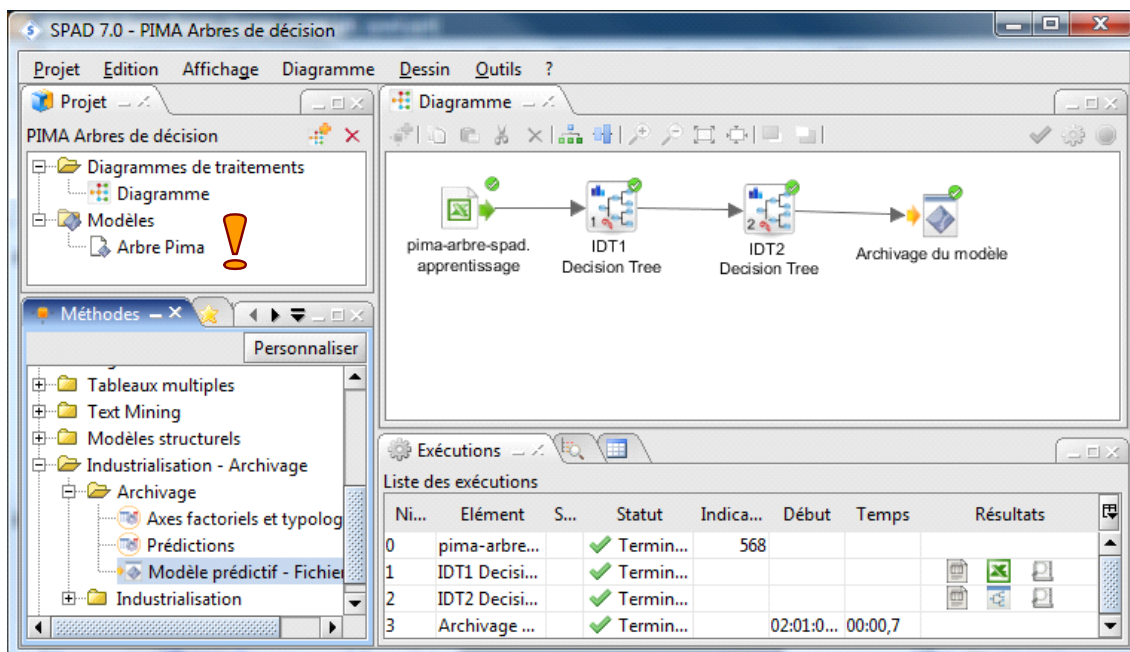 SPAD 7.0 - PIMA Arbres de décision
Projet Edition Affichage Diagramme Dessin Outils ?
Projet
PIMA Arbres de décision
Diagrammes de traitements
Diagramme
Modèles
Arbre Pima
!
Méthodes
Personnaliser
Tableaux multiples
Text Mining
Modèles structurels
Industrialisation - Archivage
Archivage
Axes factoriels et typolog
Prédictions
Modèle prédictif - Fichie
Industrialisation
Diagramme
pima-arbre-spad.
apprentissage
1
IDT1
Decision Tree
2
IDT2
Decision Tree
Archivage du modèle
Exécutions
Liste des exécutions
Ni... Elément S... Statut Indica... Début Temps Résultats
0 pima-arbre... Termin... 568
1 IDT1 Decisi... Termin...
2 IDT2 Decisi... Termin...
3 Archivage ... Termin... 02:01:0... 00:00,7